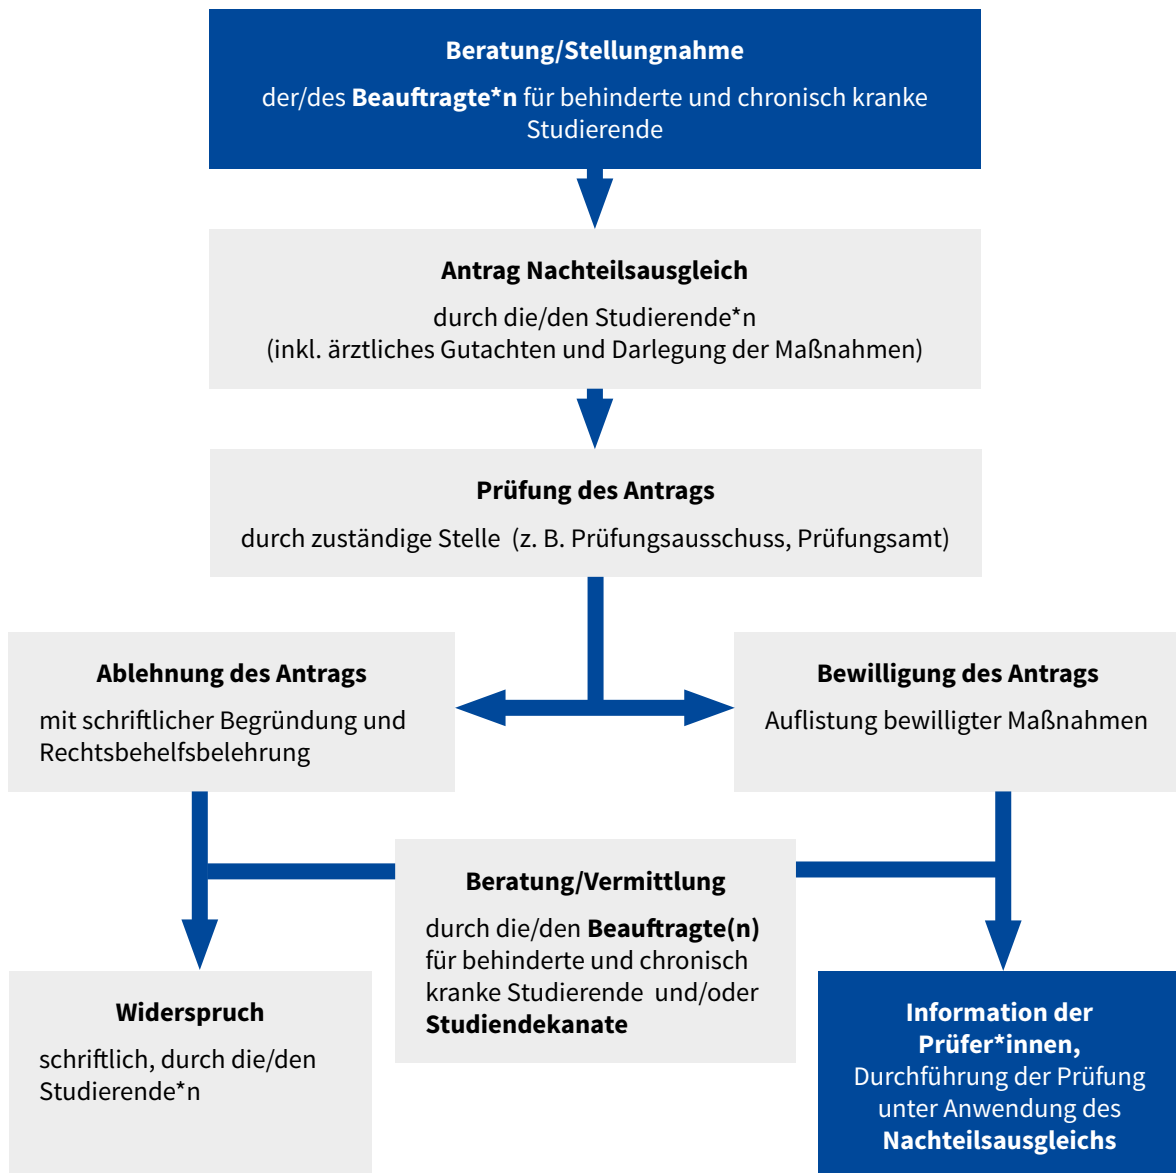 Beratung/Stellungnahme
der/des Beauftragte*n für behinderte und chronisch kranke
Studierende
Antrag Nachteilsausgleich
durch die/den Studierende*n
(inkl. ärztliches Gutachten und Darlegung der Maßnahmen)
Prüfung des Antrags
durch zuständige Stelle (z. B. Prüfungsausschuss, Prüfungsamt)
Ablehnung des Antrags
mit schriftlicher Begründung und
Rechtsbehelfsbelehrung
Bewilligung des Antrags
Auflistung bewilligter Maßnahmen
Beratung/Vermittlung
durch die/den Beauftragte(n)
für behinderte und chronisch
kranke Studierende und/oder
Studiendekanate
Widerspruch
schriftlich, durch die/den
Studierende*n
Information der
Prüfer*innen,
Durchführung der Prüfung
unter Anwendung des
Nachteilsausgleichs